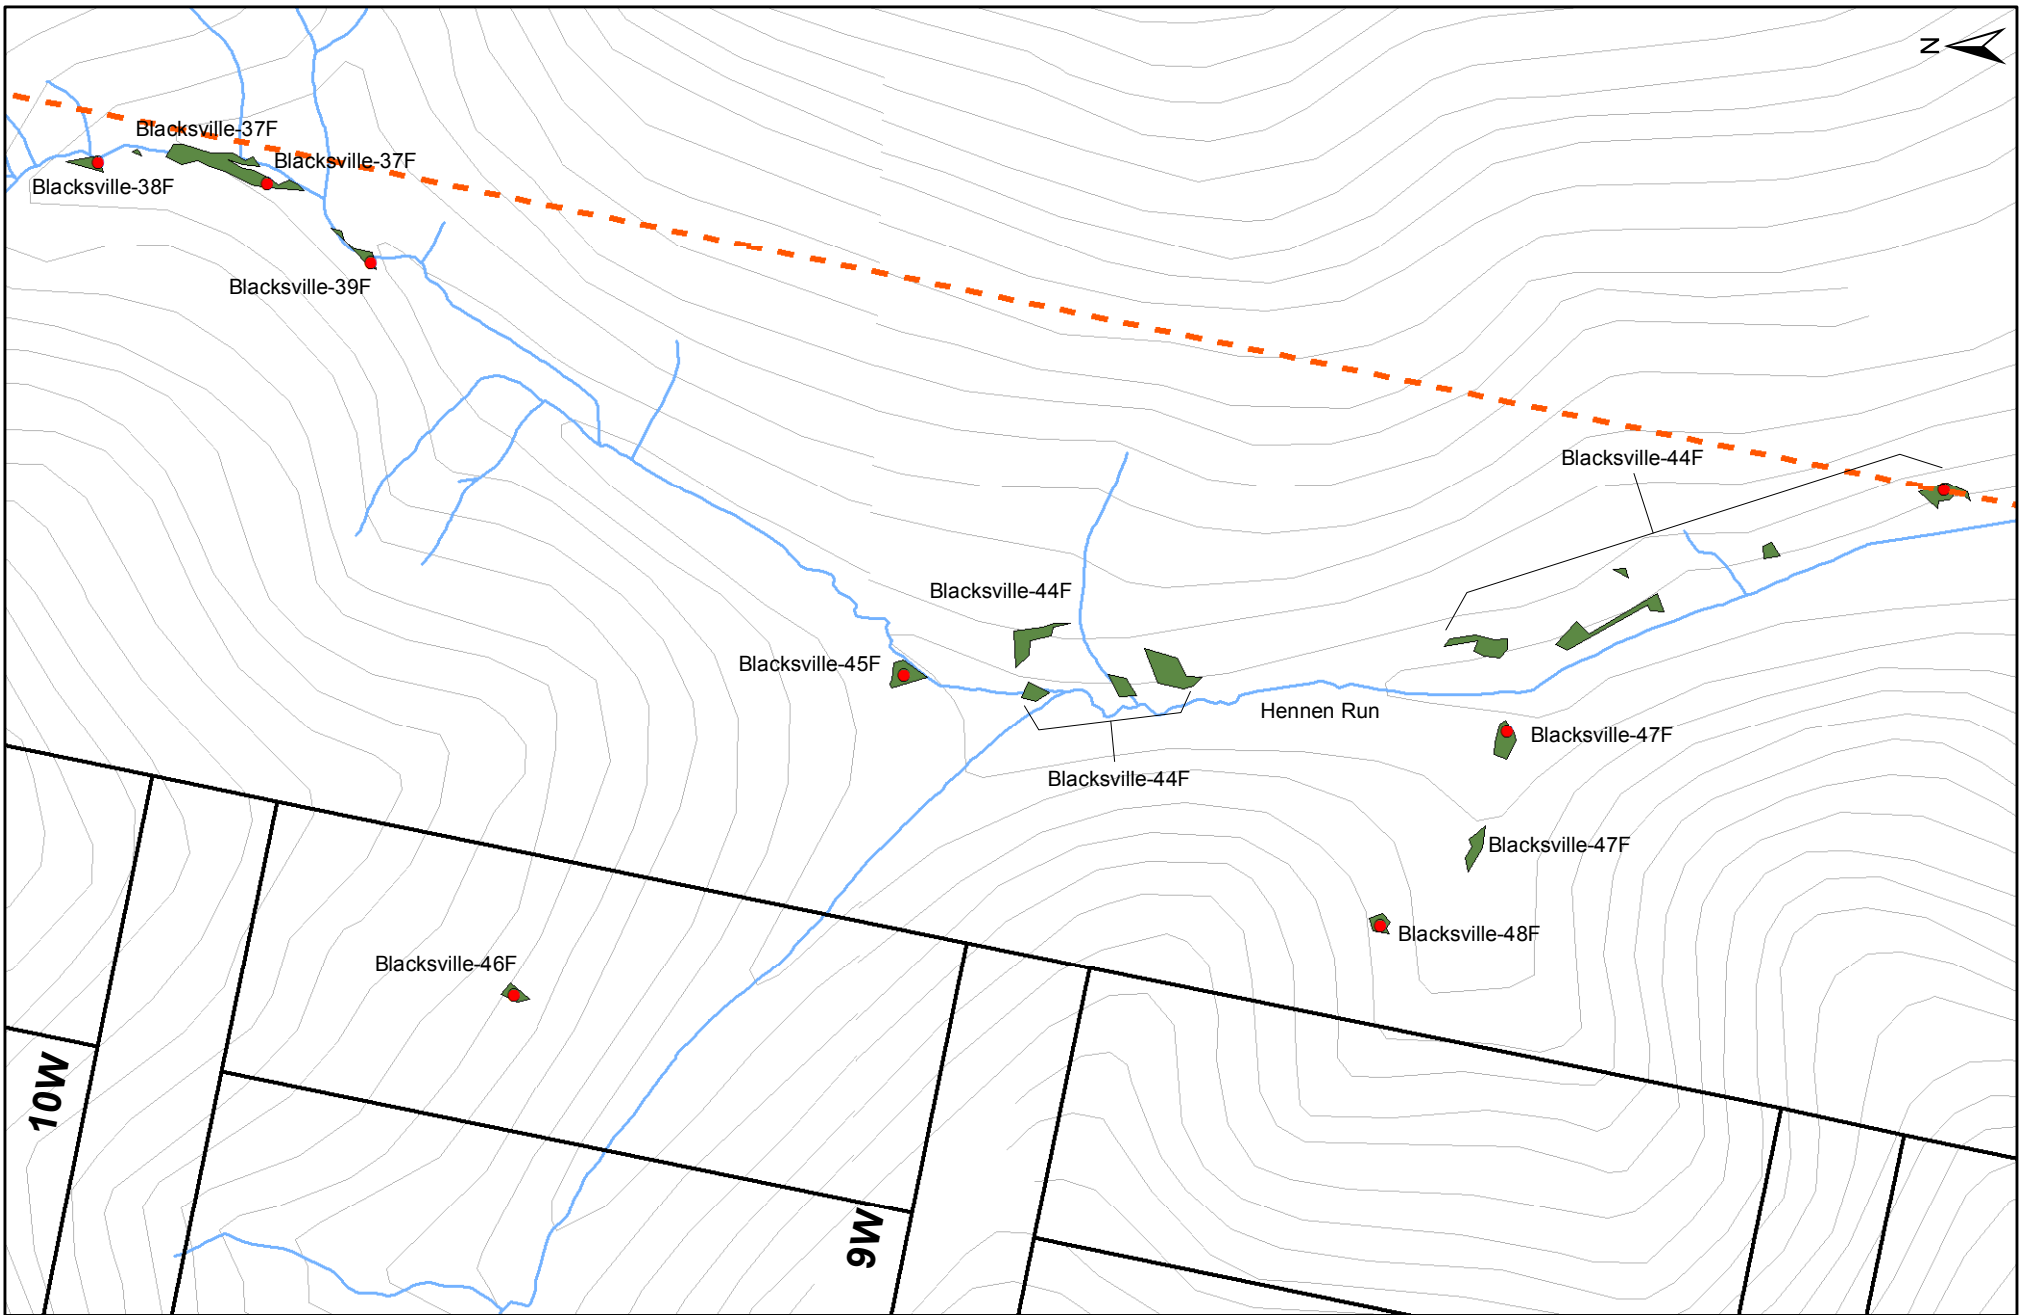 N
Blacksville-37F
Blacksville-37F
Blacksville-38F
Blacksville-39F
Blacksville-44F
Blacksville-44F
Blacksville-45F
Hennen Run
Blacksville-47F
Blacksville-44F
Blacksville-47F
Blacksville-48F
Blacksville-46F
10W
9W